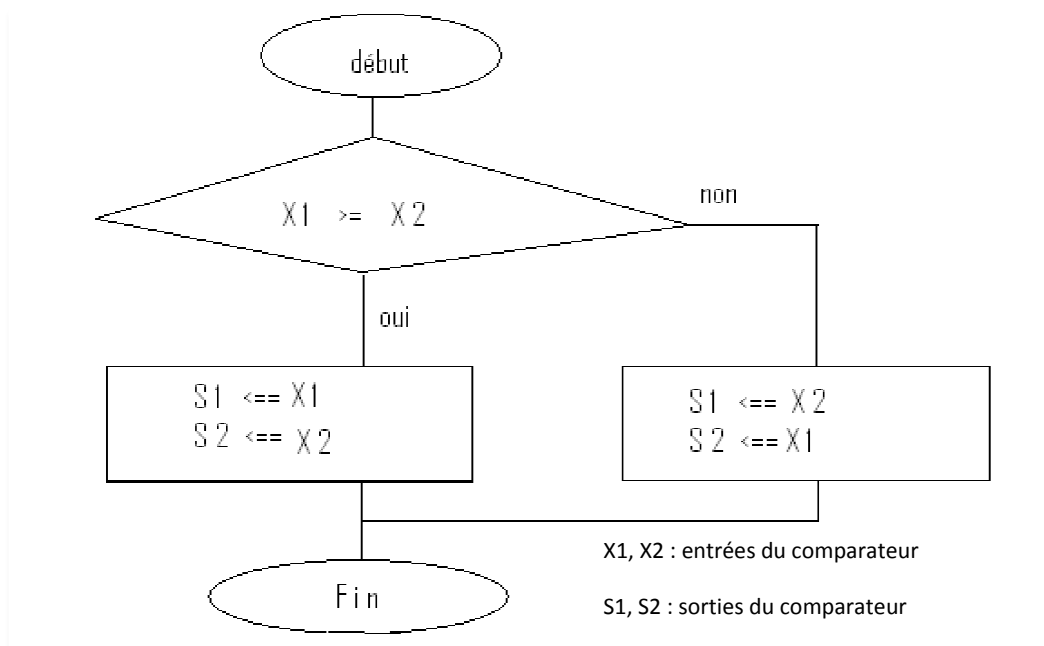 début
X1 >= X2
non
oui
S1 <== X1
S2 <== X2
S1 <== X2
S2 <== X1
X1, X2 : entrées du comparateur
Fin
S1, S2 : sorties du comparateur